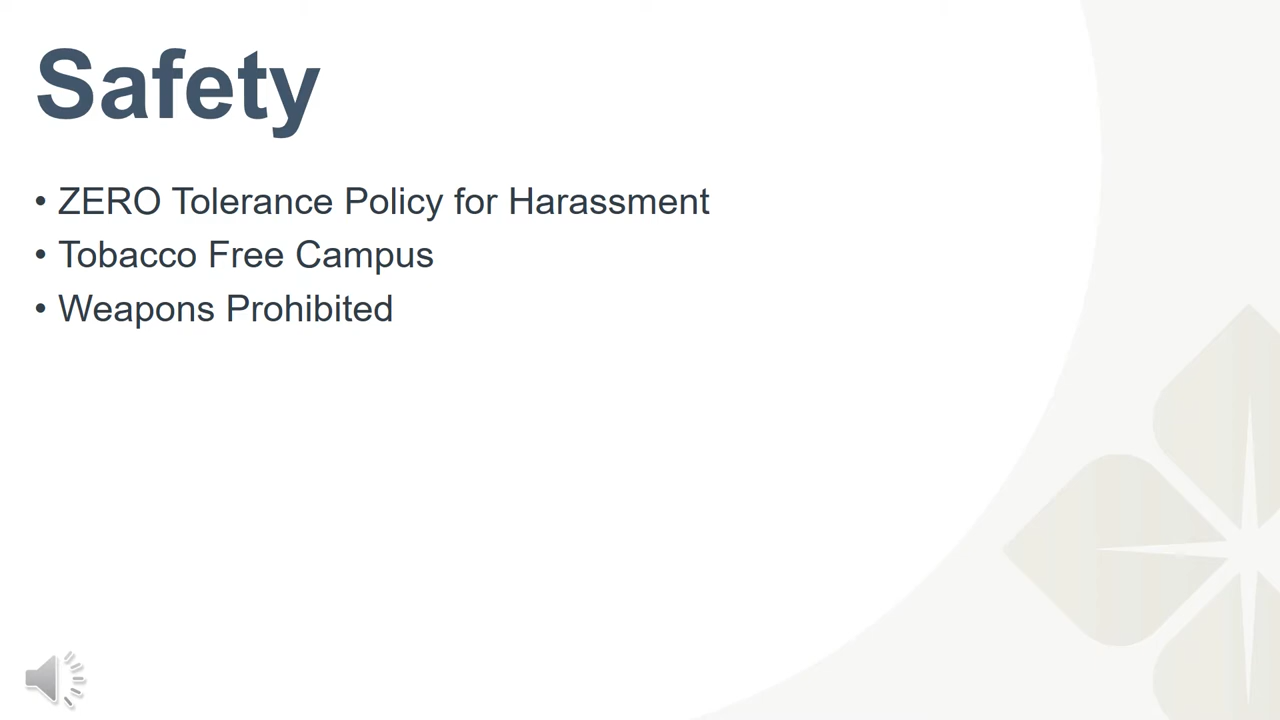 Safety
• ZERO Tolerance Policy for Harassment
• Tobacco Free Campus
• Weapons Prohibited